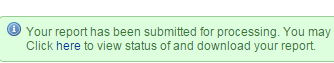 Your report has been submitted for processing. You may
Click here to view status of and download your report.